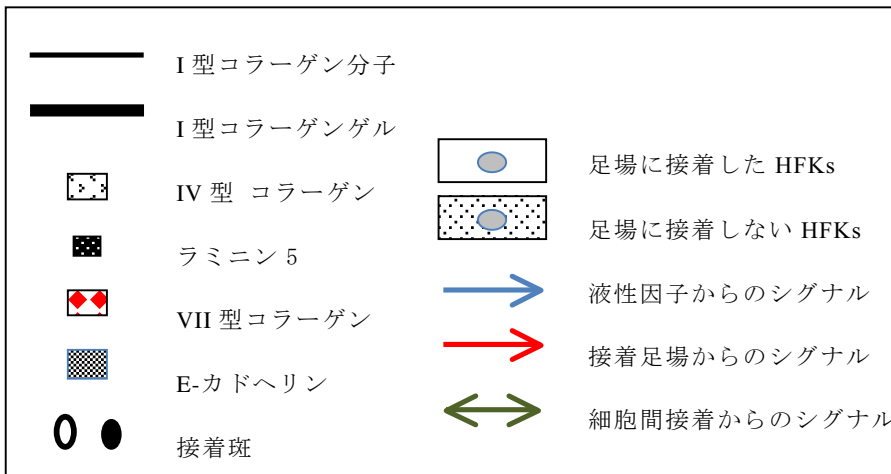 I 型コラーゲン分子
I 型コラーゲンゲル
IV 型 コラーゲン
ラミニン 5
VII 型コラーゲン
E-カドヘリン
接着斑
足場に接着した HFKs
足場に接着しない HFKs
液性因子からのシグナル
接着足場からのシグナル
細胞間接着からのシグナル